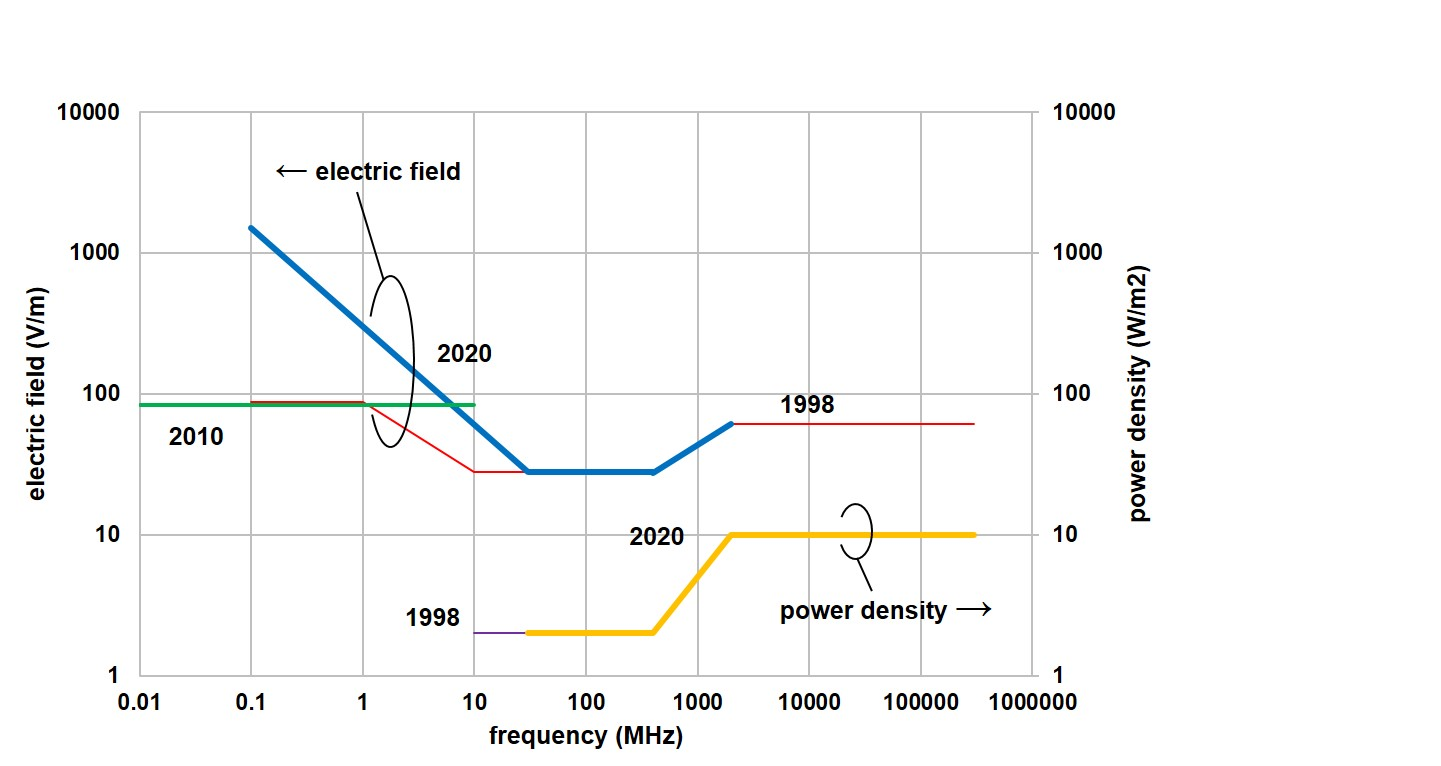 10000
1000
100
10
1
electric field (V/m)
← electric field
2020
2010
1998
2020
1998
power density →
10000
1000
100
10
1
power density (W/m2)
0.01 0.1 1 10 100 1000 10000 100000 1000000
frequency (MHz)